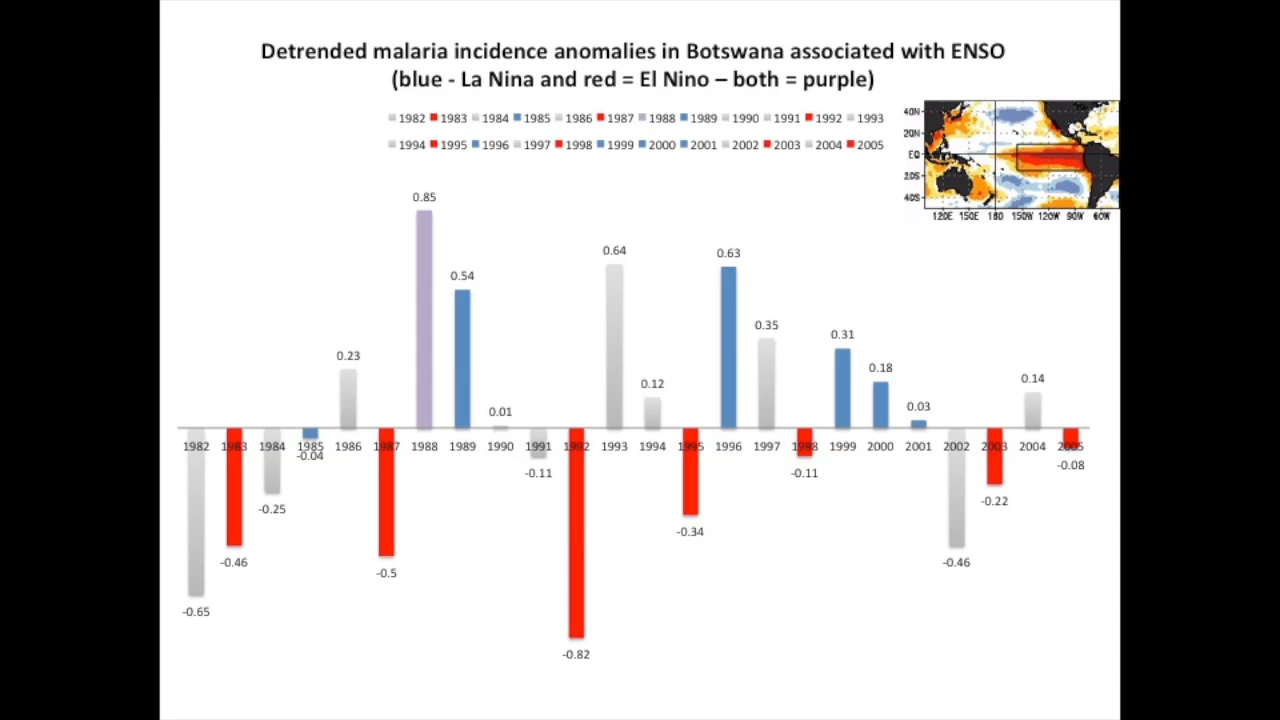 Detrended malaria incidence anomalies in Botswana associated with ENSO
(blue - La Nina and red = El Nino – both = purple)
1982 1983 1984 1985 1986 1987 1988 1989 1990 1991 1992 1993
1994 1995 1996 1997 1998 1999 2000 2001 2002 2003 2004 2005
40N
20N
EQ
20S
40S
120E 150E 180 150W 120W 90W 60W
0.85
0.64
0.63
0.54
0.35
0.31
0.23
0.18
0.14
0.12
0.03
0.01
1982 1983 1984 1985 1986 1987 1988 1989 1990 1991 1992 1993 1994 1995 1996 1997 1998 1999 2000 2001 2002 2003 2004 2005
-0.04
-0.08
-0.11
-0.11
-0.22
-0.25
-0.34
-0.46
-0.46
-0.5
-0.65
-0.82